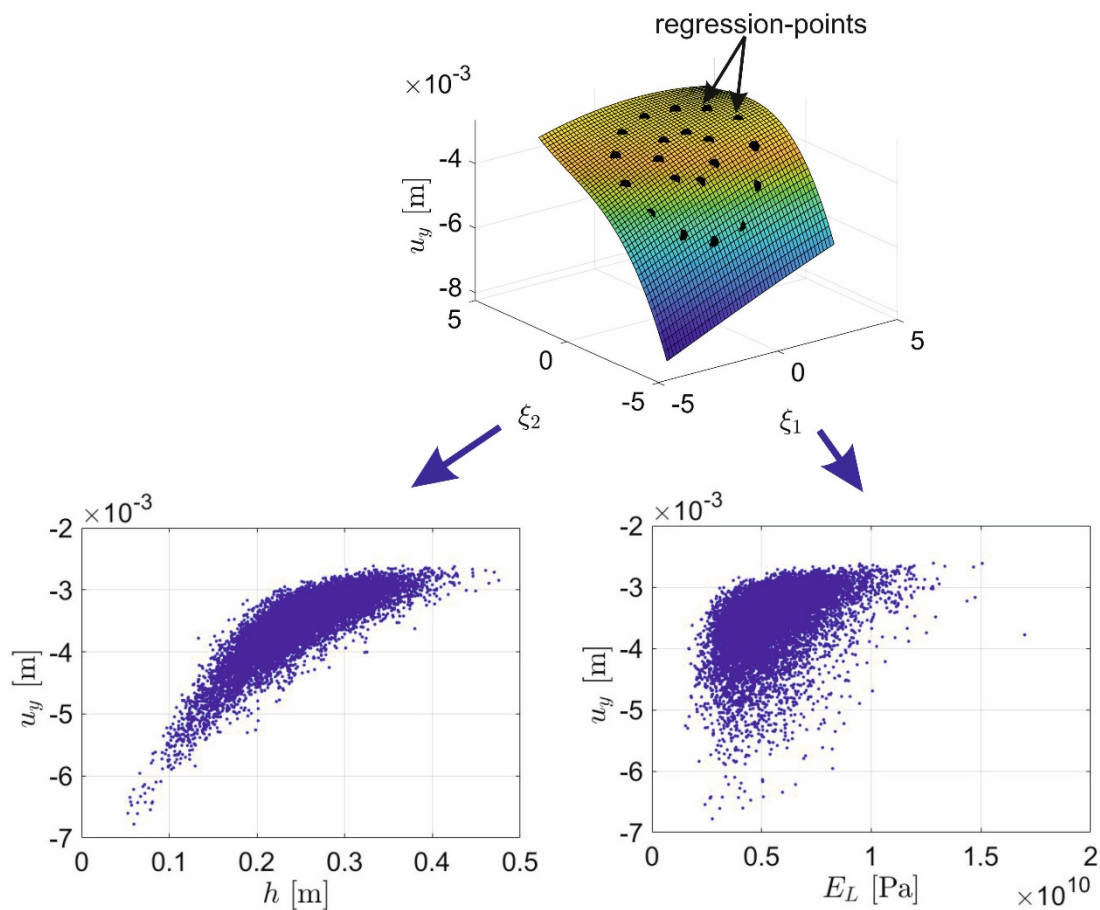 regression-points
×10⁻³
-4
-6
-8
u_y [m]
5
0
-5
-5
0
5
ξ₂
ξ₁
×10⁻³
-2
-3
-4
-5
-6
-7
u_y [m]
0 0.1 0.2 0.3 0.4 0.5
h [m]
×10⁻³
-2
-3
-4
-5
-6
-7
u_y [m]
0 0.5 1 1.5 2
E_L [Pa]
×10¹⁰